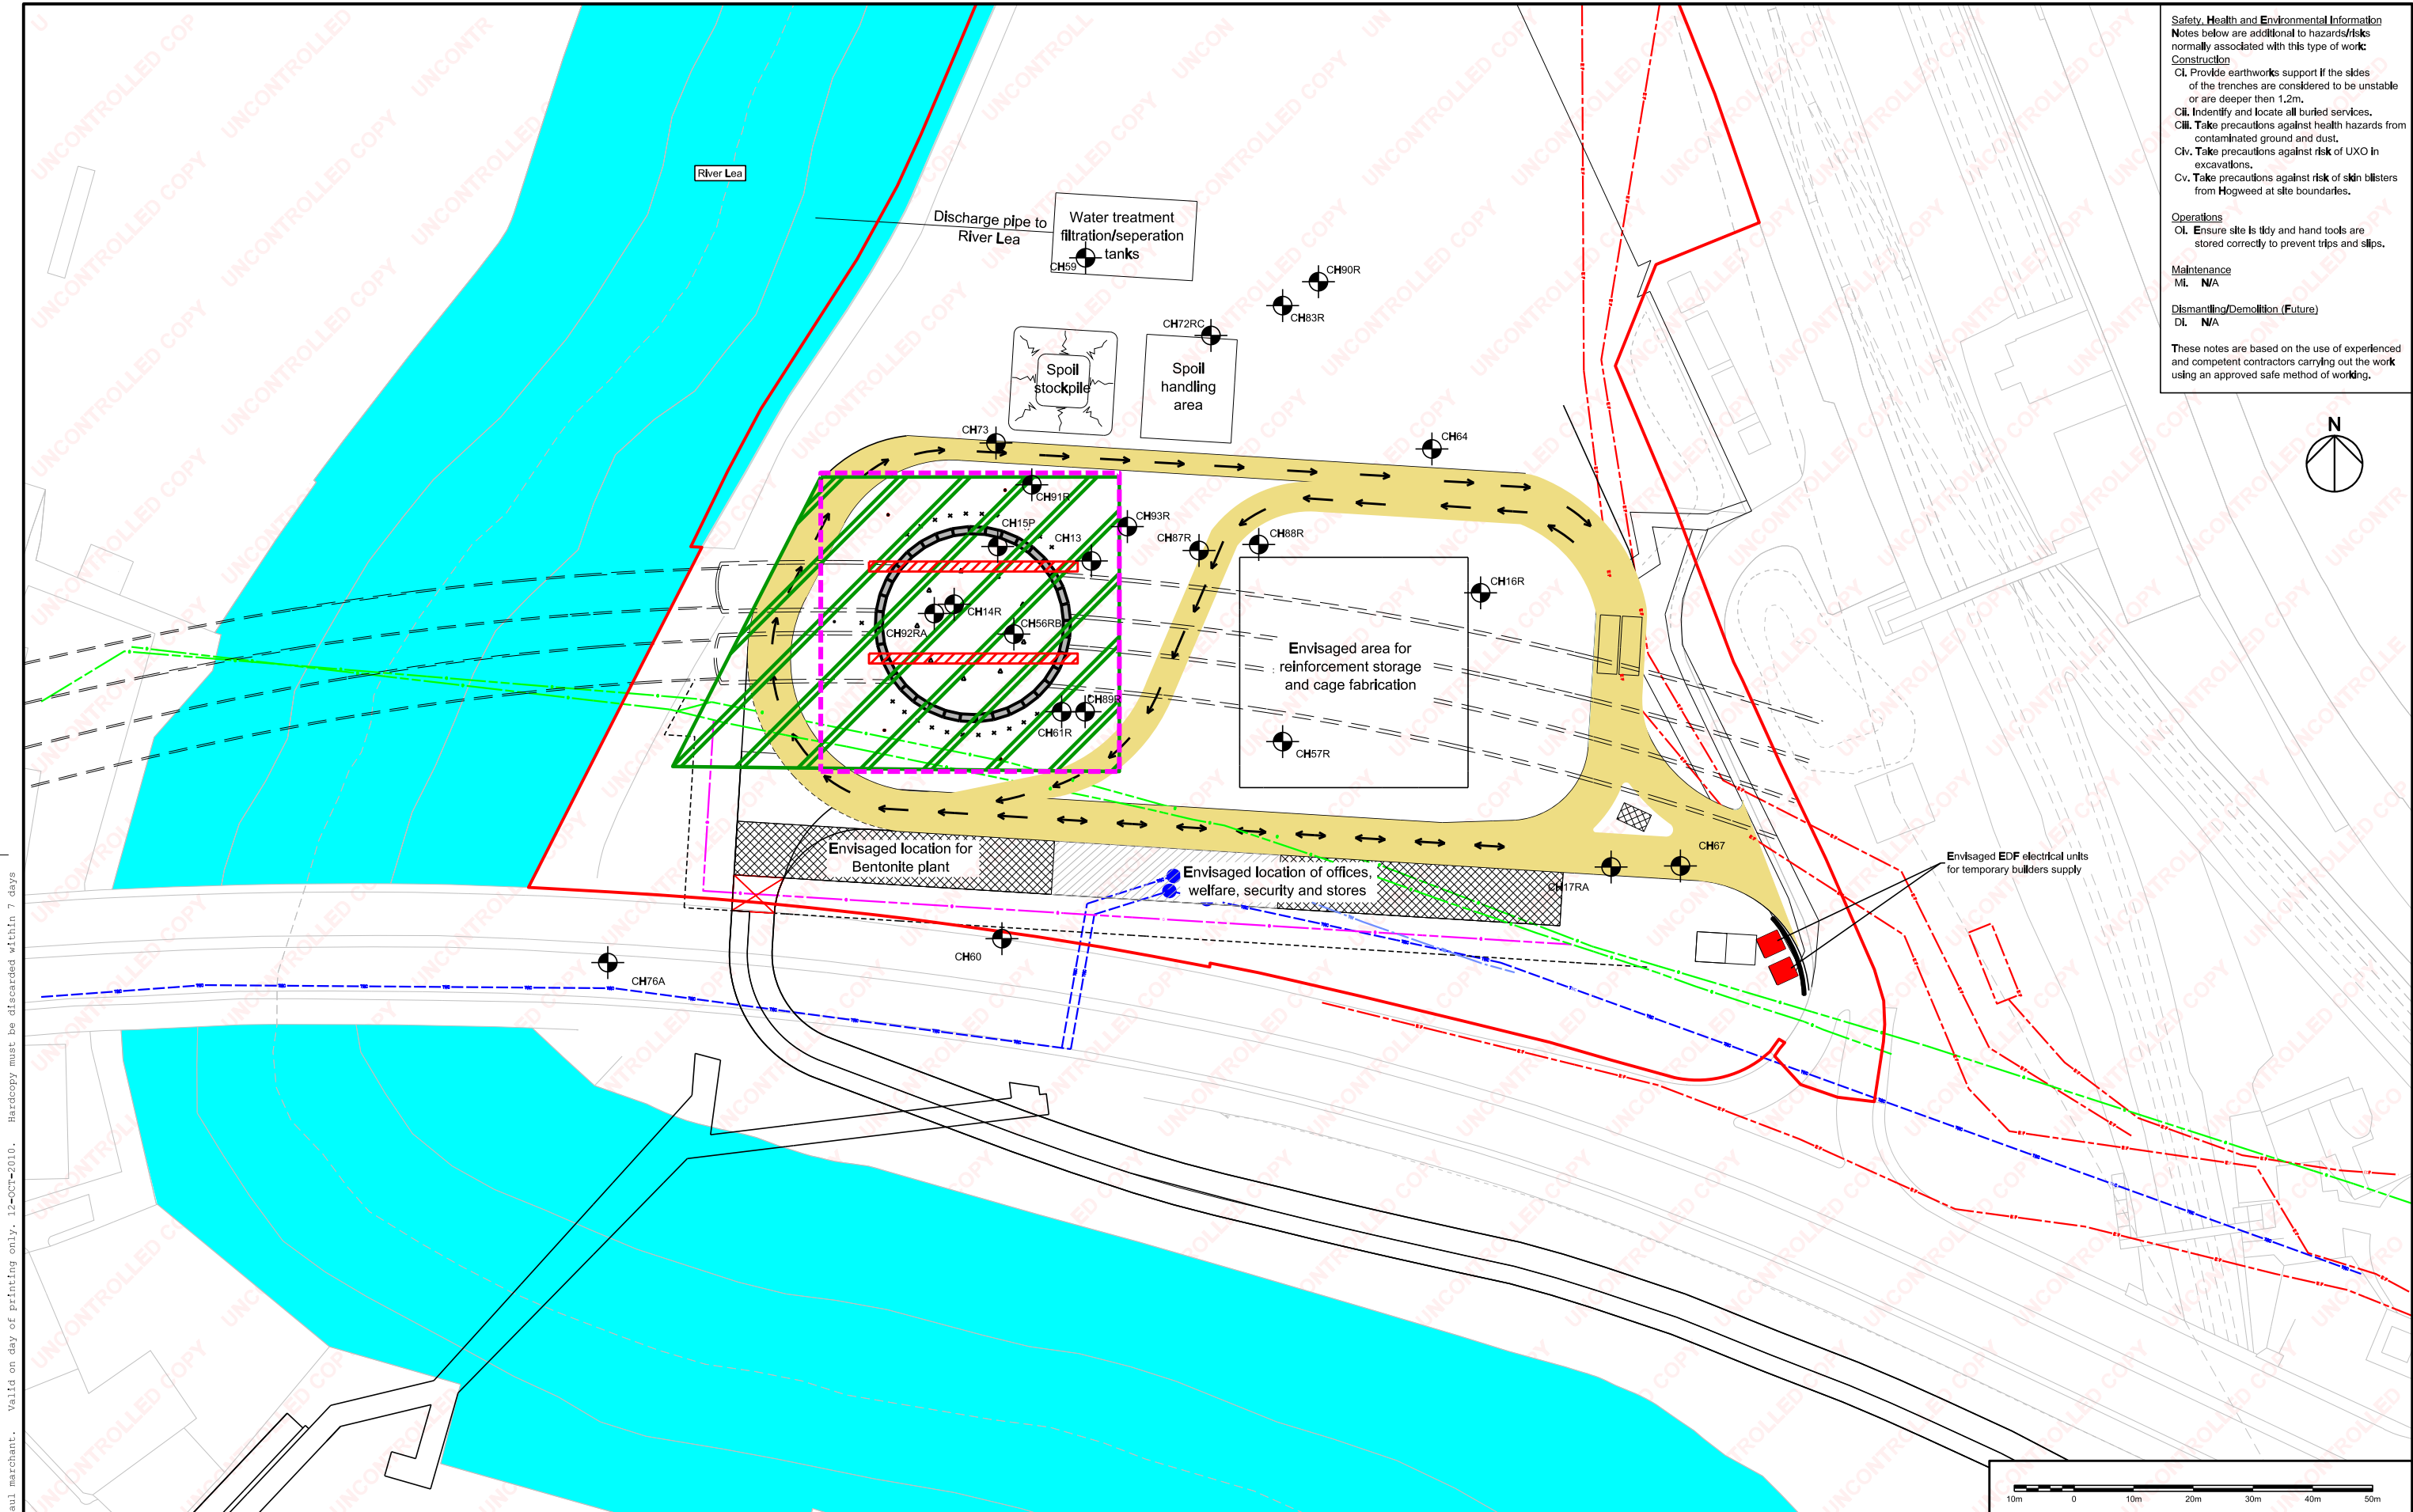 Safety, Health and Environmental Information
Notes below are additional to hazards/risks
normally associated with this type of work:
Construction
Ci. Provide earthworks support if the sides
of the trenches are considered to be unstable
or are deeper then 1.2m.
Cii. Indentify and locate all buried services.
Ciii. Take precautions against health hazards from
contaminated ground and dust.
Civ. Take precautions against risk of UXO in
excavations.
Cv. Take precautions against risk of skin blisters
from Hogweed at site boundaries.
Operations
Oi. Ensure site is tidy and hand tools are
stored correctly to prevent trips and slips.
Maintenance
Mi. N/A
Dismantling/Demolition (Future)
Di. N/A
These notes are based on the use of experienced
and competent contractors carrying out the work
using an approved safe method of working.
N
River Lea
Discharge pipe to
River Lea
Water treatment
filtration/seperation
tanks
CH59
CH90R
CH83R
CH72RC
Spoil
stockpile
Spoil
handling
area
CH73
CH64
CH91R
CH15P
CH93R
CH13
CH87R
CH88R
CH16R
CH14R
CH92RA
CH56RB
Envisaged area for
reinforcement storage
and cage fabrication
CH89R
CH61R
CH57R
Envisaged location for
Bentonite plant
Envisaged location of offices,
welfare, security and stores
CH67
CH17RA
Envisaged EDF electrical units
for temporary builders supply
CH60
CH76A
10m 0 10m 20m 30m 40m 50m
aul marchant. Valid on day of printing only. 12-OCT-2010. Hardcopy must be discarded within 7 days
UNCONTROLLED COPY